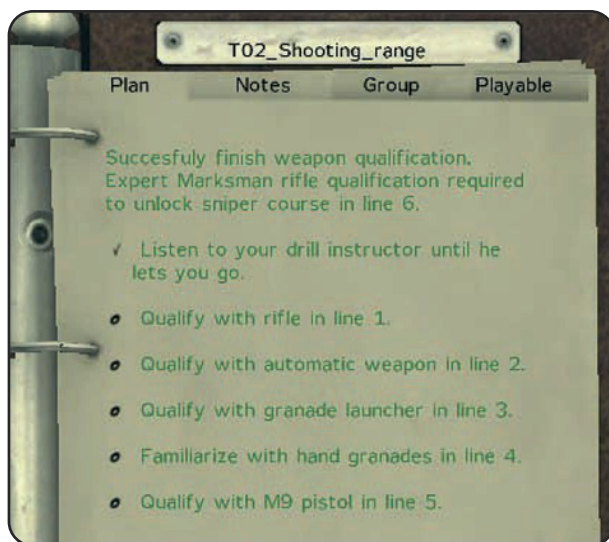 T02_Shooting_range
Plan Notes Group Playable
Succesfuly finish weapon qualification.
Expert Marksman rifle qualification required
to unlock sniper course in line 6.
✓ Listen to your drill instructor until he
lets you go.
Qualify with rifle in line 1.
Qualify with automatic weapon in line 2.
Qualify with granade launcher in line 3.
Familiarize with hand granades in line 4.
Qualify with M9 pistol in line 5.